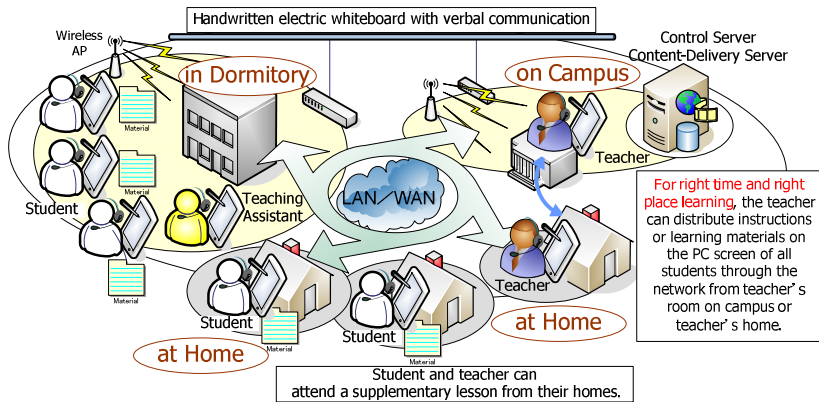 Handwritten electric whiteboard with verbal communication
Wireless
AP
in Dormitory
on Campus
Control Server
Content-Delivery Server
Material
Material
Student
Teaching
Assistant
Material
LAN／WAN
Teacher
Teacher
For right time and right
place learning, the teacher
can distribute instructions
or learning materials on
the PC screen of all
students through the
network from teacher's
room on campus or
teacher's home.
Student
Material
Student
Material
at Home
at Home
Student and teacher can
attend a supplementary lesson from their homes.